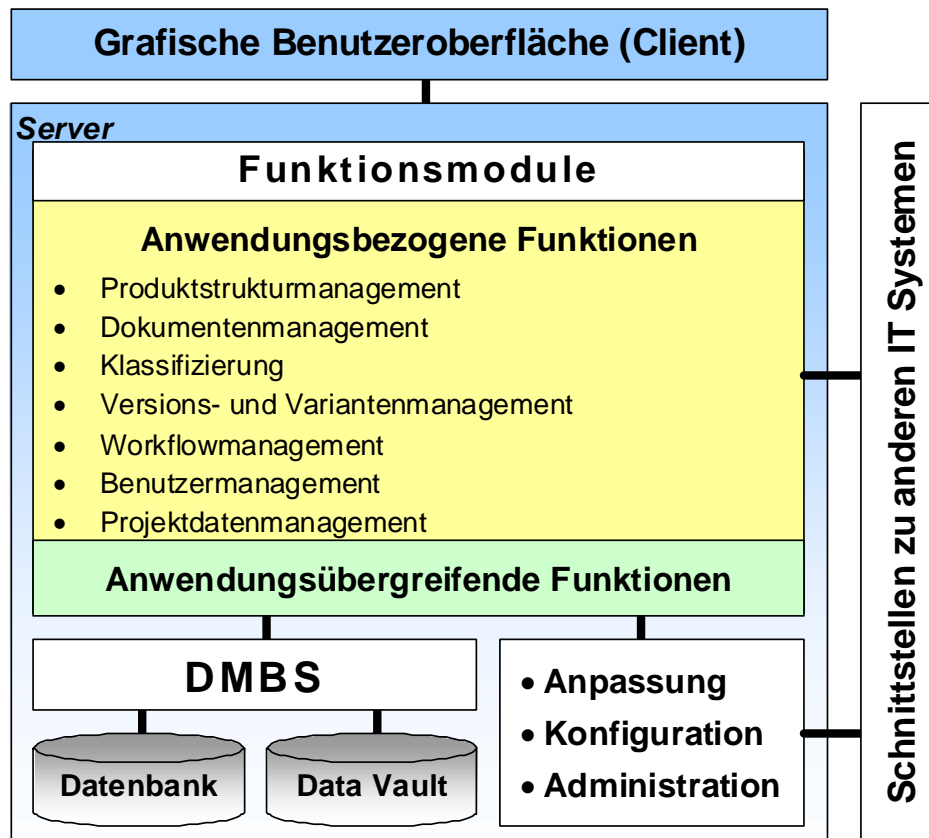 Grafische Benutzeroberfläche (Client)
Server
Funktionsmodule
Anwendungsbezogene Funktionen
• Produktstrukturmanagement
• Dokumentenmanagement
• Klassifizierung
• Versions- und Variantenmanagement
• Workflowmanagement
• Benutzermanagement
• Projektdatenmanagement
Anwendungsübergreifende Funktionen
DMBS
Datenbank
Data Vault
• Anpassung
• Konfiguration
• Administration
Schnittstellen zu anderen IT Systemen